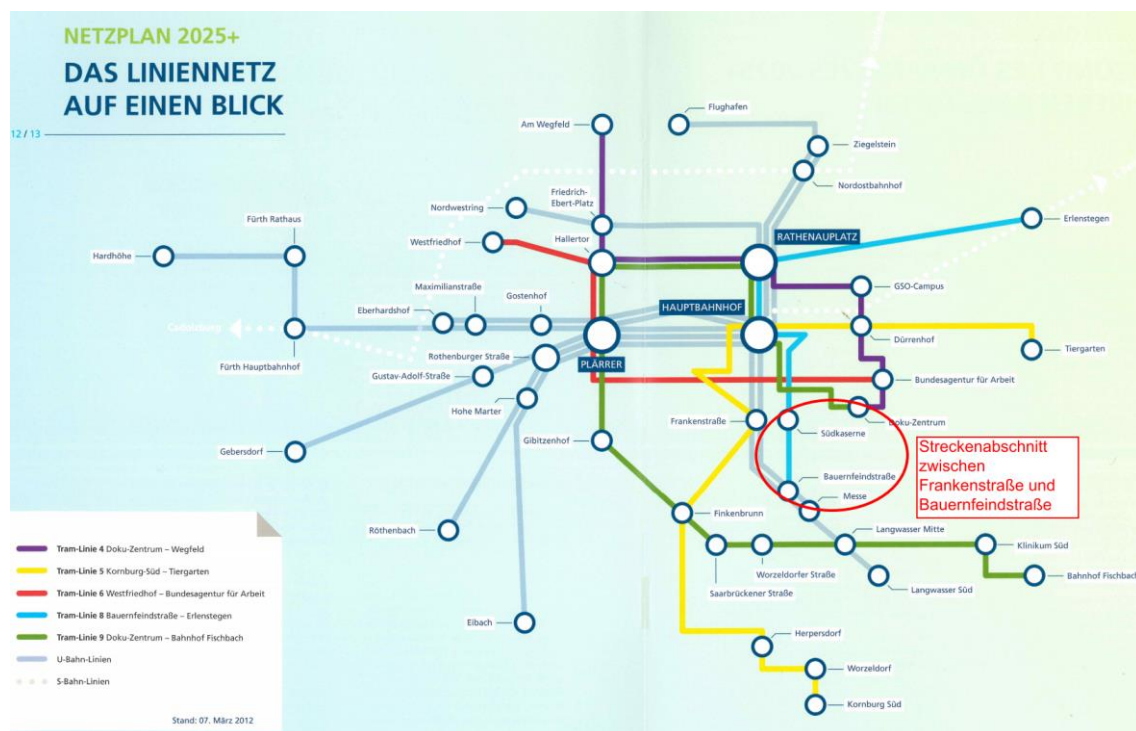 NETZPLAN 2025+
DAS LINIENNETZ
AUF EINEN BLICK
12 / 13
Flughafen
Am Wegfeld
Ziegelstein
Nordostbahnhof
Friedrich-
Ebert-Platz
Nordwestring
Erlenstegen
Fürth Rathaus
Westfriedhof
Hallertor
RATHENAUPLATZ
Hardhöhe
GSO-Campus
Maximilianstraße
Gostenhof
HAUPTBAHNHOF
Eberhardshof
Cadolzburg
Dürrenhof
Tiergarten
Rothenburger Straße
Fürth Hauptbahnhof
PLÄRRER
Gustav-Adolf-Straße
Bundesagentur für Arbeit
Hohe Marter
Frankenstraße
Doku-Zentrum
Südkaserne
Gibitzenhof
Gebersdorf
Streckenabschnitt
zwischen
Frankenstraße und
Bauernfeindstraße
Bauernfeindstraße
Messe
Finkenbrunn
Röthenbach
Langwasser Mitte
Klinikum Süd
Worzeldorfer Straße
Bahnhof Fischbach
Saarbrückener Straße
Langwasser Süd
Eibach
Herpersdorf
Worzeldorf
Kornburg Süd
Tram-Linie 4 Doku-Zentrum – Wegfeld
Tram-Linie 5 Kornburg-Süd – Tiergarten
Tram-Linie 6 Westfriedhof – Bundesagentur für Arbeit
Tram-Linie 8 Bauernfeindstraße – Erlenstegen
Tram-Linie 9 Doku-Zentrum – Bahnhof Fischbach
U-Bahn-Linien
S-Bahn-Linien
Stand: 07. März 2012